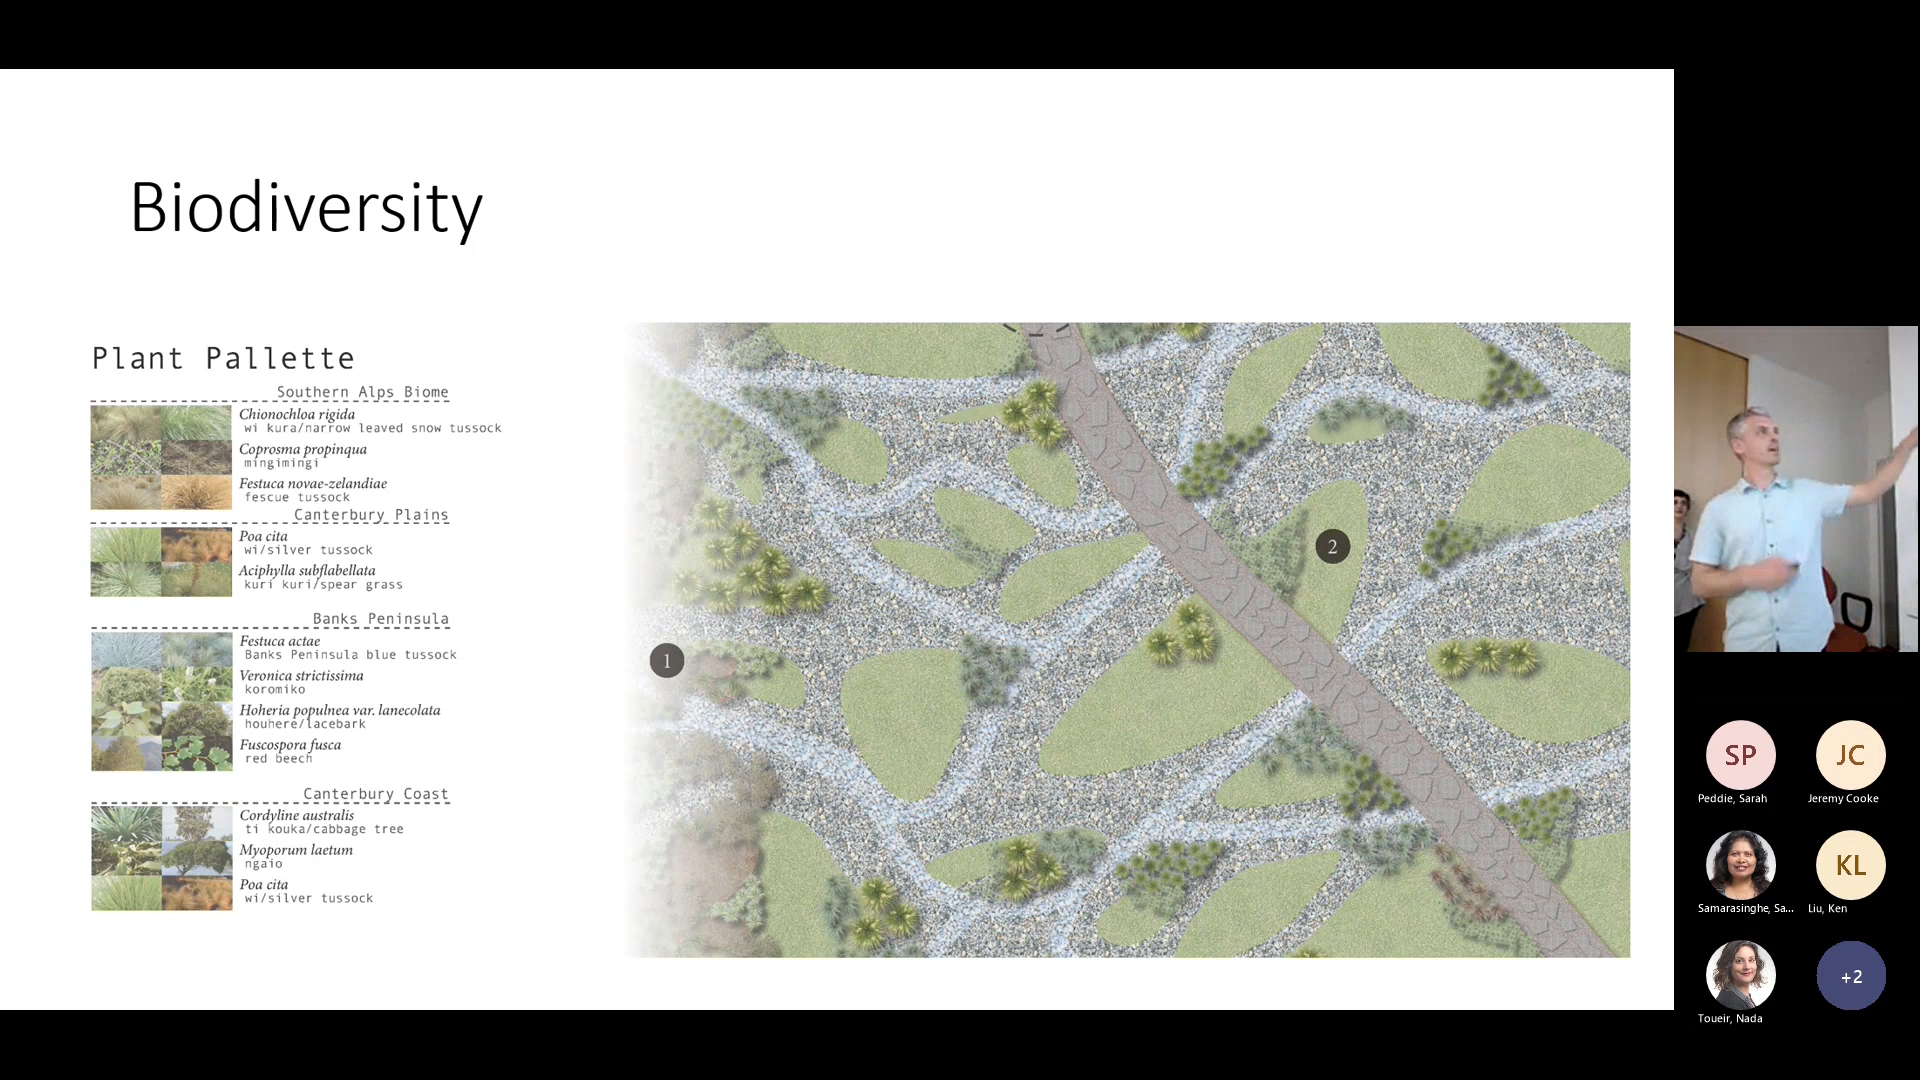 Biodiversity
Plant Pallette
Southern Alps Biome
Chionochloa rigida
wi kura/narrow leaved snow tussock
Coprosma propinqua
mingimingi
Festuca novae-zelandiae
fescue tussock
Canterbury Plains
Poa cita
wi/silver tussock
Aciphylla subflabellata
kuri kuri/spear grass
Banks Peninsula
Festuca actae
Banks Peninsula blue tussock
Veronica strictissima
koromiko
Hoheria populnea var. lanecolata
houhere/lacebark
Fuscospora fusca
red beech
Canterbury Coast
Cordyline australis
ti kouka/cabbage tree
Myoporum laetum
ngaio
Poa cita
wi/silver tussock
1
2
SP
Peddie, Sarah
JC
Jeremy Cooke
Samarasinghe, Sa...
KL
Liu, Ken
Toueir, Nada
+2